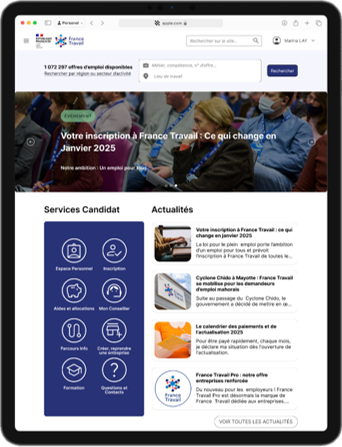 Personal
apple.com
RÉPUBLIQUE
FRANÇAISE
France
Travail
Rechercher sur le site...
Marina LAY
1 072 297 offres d'emploi disponibles
Rechercher par région ou secteur d'activité
Métier, compétence, n° d'offre...
Lieu de travail
Rechercher
ÉVÉNEMENT
Votre inscription à France Travail : Ce qui change en
Janvier 2025
Notre ambition : Un emploi pour tous
Services Candidat
Espace Personnel
Inscription
Aides et allocations
Mon Conseiller
Parcours Info
Créer, reprendre
une entreprise
Formation
Questions et
Contacts
Actualités
Votre inscription à France Travail : ce qui
change en janvier 2025
La loi pour le plein emploi porte l'ambition
d'un emploi pour tous et prévoit
l'inscription à France Travail de toutes le...
Cyclone Chido à Mayotte : France Travail
se mobilise pour les demandeurs
d'emploi mahorais
Suite au passage du Cyclone Chido, le
gouvernement a décidé de mettre en œ...
Le calendrier des paiements et de
l'actualisation 2025
Pour être payé rapidement, chaque mois,
je déclare ma situation dès l'ouverture de
l'actualisation.
France
Travail
France Travail Pro : notre offre
entreprises renforcée
Du nouveau pour les employeurs ! France
Travail Pro est désormais la marque de
France Travail dédiée aux entreprises....
VOIR TOUTES LES ACTUALITÉS